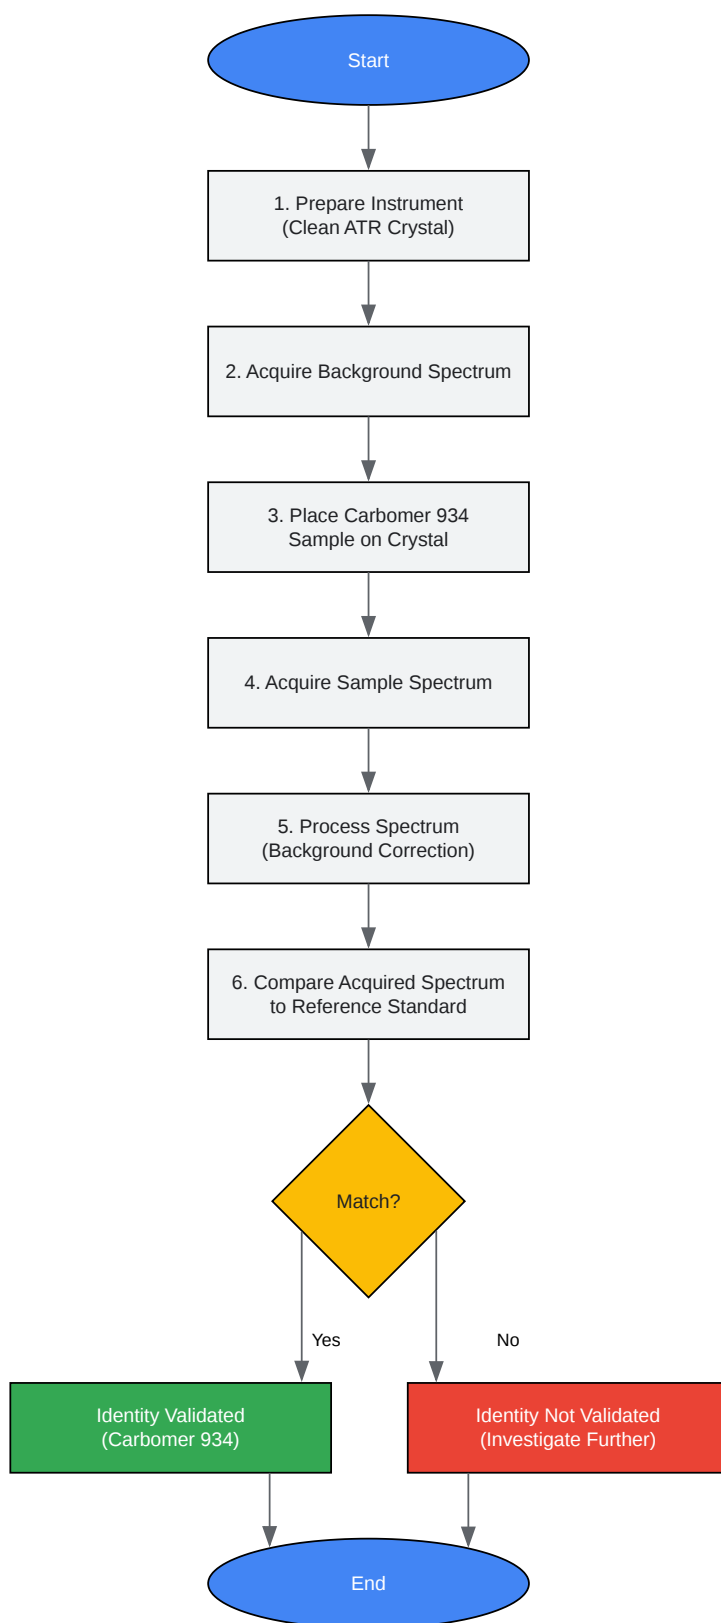 Start
1. Prepare Instrument
(Clean ATR Crystal)
2. Acquire Background Spectrum
3. Place Carbomer 934
Sample on Crystal
4. Acquire Sample Spectrum
5. Process Spectrum
(Background Correction)
6. Compare Acquired Spectrum
to Reference Standard
Match?
Yes
No
Identity Validated
(Carbomer 934)
Identity Not Validated
(Investigate Further)
End